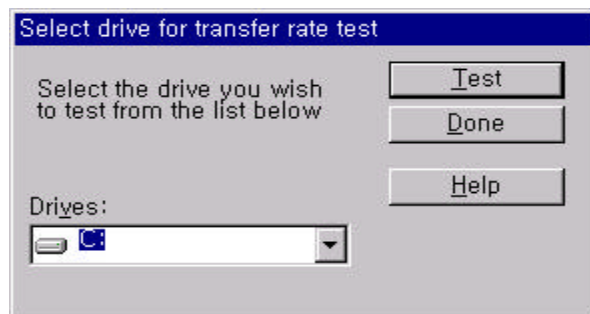 Select drive for transfer rate test
Select the drive you wish
to test from the list below
Test
Done
Help
Drives:
C: